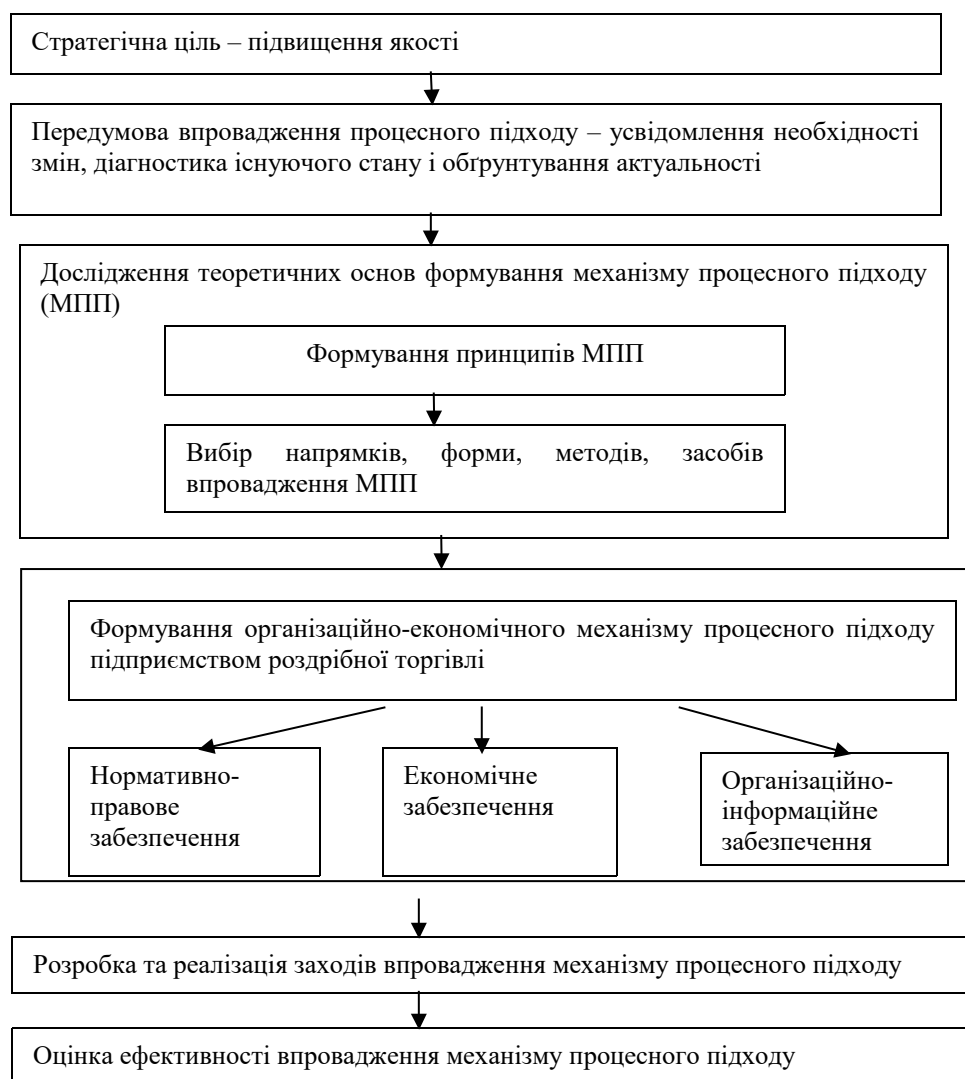 Стратегічна ціль – підвищення якості
Передумова впровадження процесного підходу – усвідомлення необхідності
змін, діагностика існуючого стану і обґрунтування актуальності
Дослідження теоретичних основ формування механізму процесного підходу
(МПП)
Формування принципів МПП
Вибір напрямків, форми, методів, засобів
впровадження МПП
Формування організаційно-економічного механізму процесного підходу
підприємством роздрібної торгівлі
Нормативно-
правове
забезпечення
Економічне
забезпечення
Організаційно-
інформаційне
забезпечення
Розробка та реалізація заходів впровадження механізму процесного підходу
Оцінка ефективності впровадження механізму процесного підходу